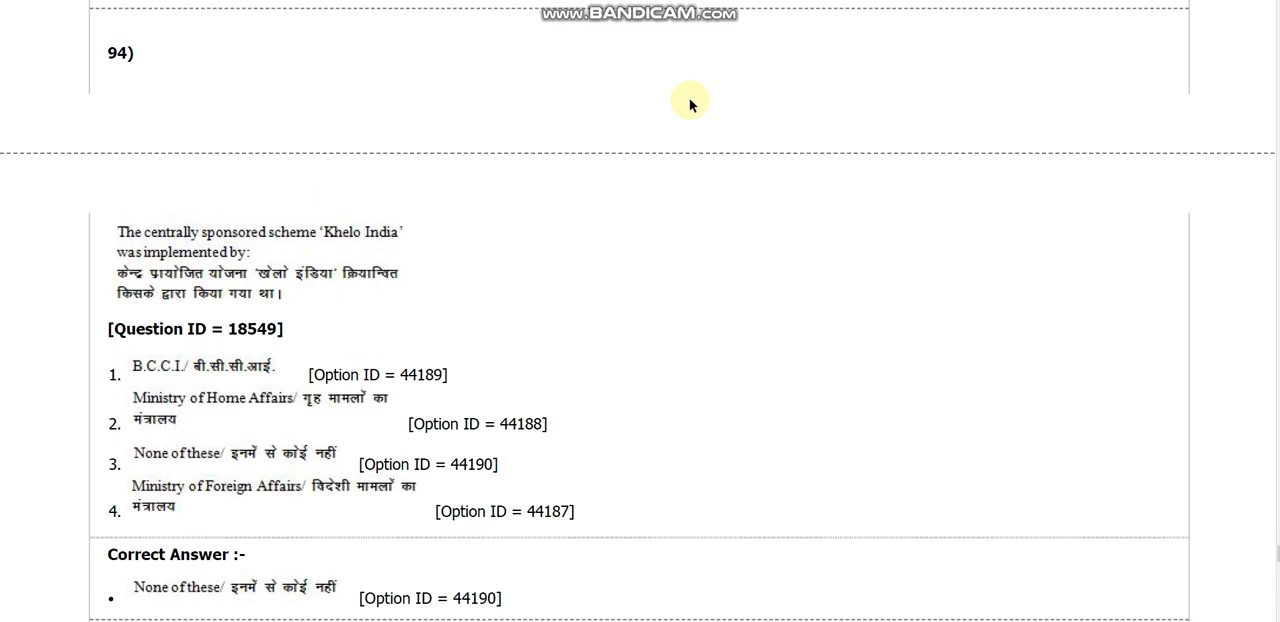 www.BANDICAM.com
94)
The centrally sponsored scheme ‘Khelo India’
was implemented by:
केन्द्र प्रायोजित योजना 'खेलो इंडिया' क्रियान्वित
किसके द्वारा किया गया था।
[Question ID = 18549]
1. B.C.C.I./ बी.सी.सी.आई. [Option ID = 44189]
Ministry of Home Affairs/ गृह मामलों का
2. मंत्रालय [Option ID = 44188]
3. None of these/ इनमें से कोई नहीं [Option ID = 44190]
Ministry of Foreign Affairs/ विदेशी मामलों का
4. मंत्रालय [Option ID = 44187]
Correct Answer :-
• None of these/ इनमें से कोई नहीं [Option ID = 44190]